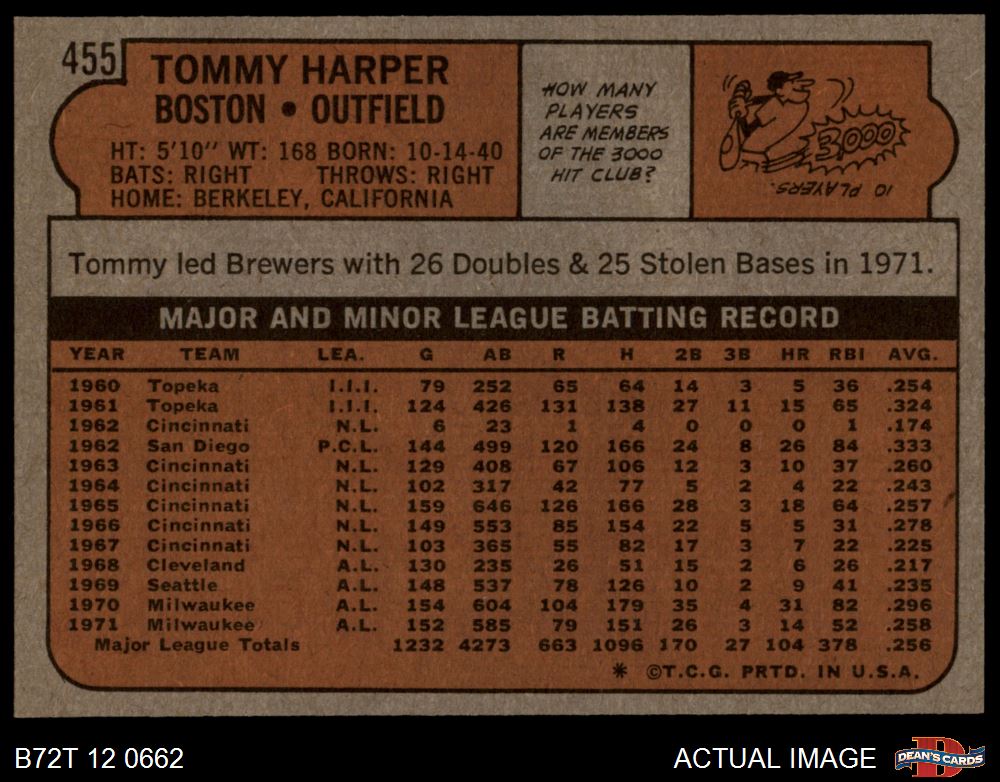 455
TOMMY HARPER
BOSTON • OUTFIELD
HT: 5'10" WT: 168 BORN: 10-14-40
BATS: RIGHT THROWS: RIGHT
HOME: BERKELEY, CALIFORNIA
HOW MANY
PLAYERS
ARE MEMBERS
OF THE 3000
HIT CLUB?
3000
10 PLAYERS.
Tommy led Brewers with 26 Doubles & 25 Stolen Bases in 1971.
MAJOR AND MINOR LEAGUE BATTING RECORD
YEAR TEAM LEA. G AB R H 2B 3B HR RBI AVG.
1960 Topeka I.I.I. 79 252 65 64 14 3 5 36 .254
1961 Topeka I.I.I. 124 426 131 138 27 11 15 65 .324
1962 Cincinnati N.L. 6 23 1 4 0 0 0 1 .174
1962 San Diego P.C.L. 144 499 120 166 24 8 26 84 .333
1963 Cincinnati N.L. 129 408 67 106 12 3 10 37 .260
1964 Cincinnati N.L. 102 317 42 77 5 2 4 22 .243
1965 Cincinnati N.L. 159 646 126 166 28 3 18 64 .257
1966 Cincinnati N.L. 149 553 85 154 22 5 5 31 .278
1967 Cincinnati N.L. 103 365 55 82 17 3 7 22 .225
1968 Cleveland A.L. 130 235 26 51 15 2 6 26 .217
1969 Seattle A.L. 148 537 78 126 10 2 9 41 .235
1970 Milwaukee A.L. 154 604 104 179 35 4 31 82 .296
1971 Milwaukee A.L. 152 585 79 151 26 3 14 52 .258
Major League Totals 1232 4273 663 1096 170 27 104 378 .256
* ©T.C.G. PRTD. IN U.S.A.
B72T 12 0662
ACTUAL IMAGE
D
DEAN'S CARDS